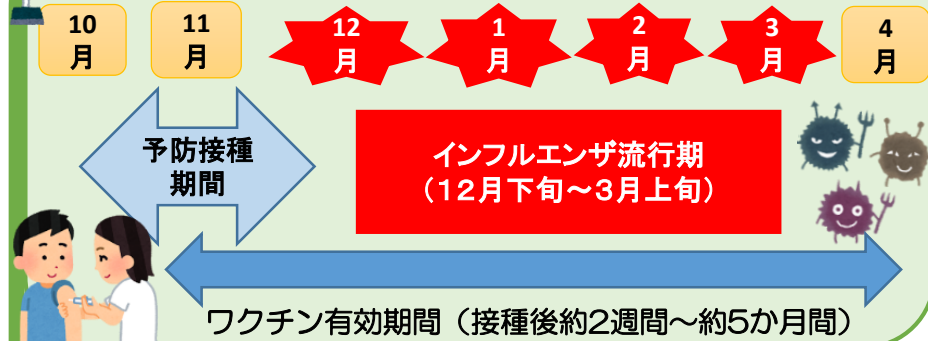 10
月
11
月
12
月
1
月
2
月
3
月
4
月
予防接種
期間
インフルエンザ流行期
（１２月下旬～３月上旬）
ワクチン有効期間（接種後約2週間～約5か月間）